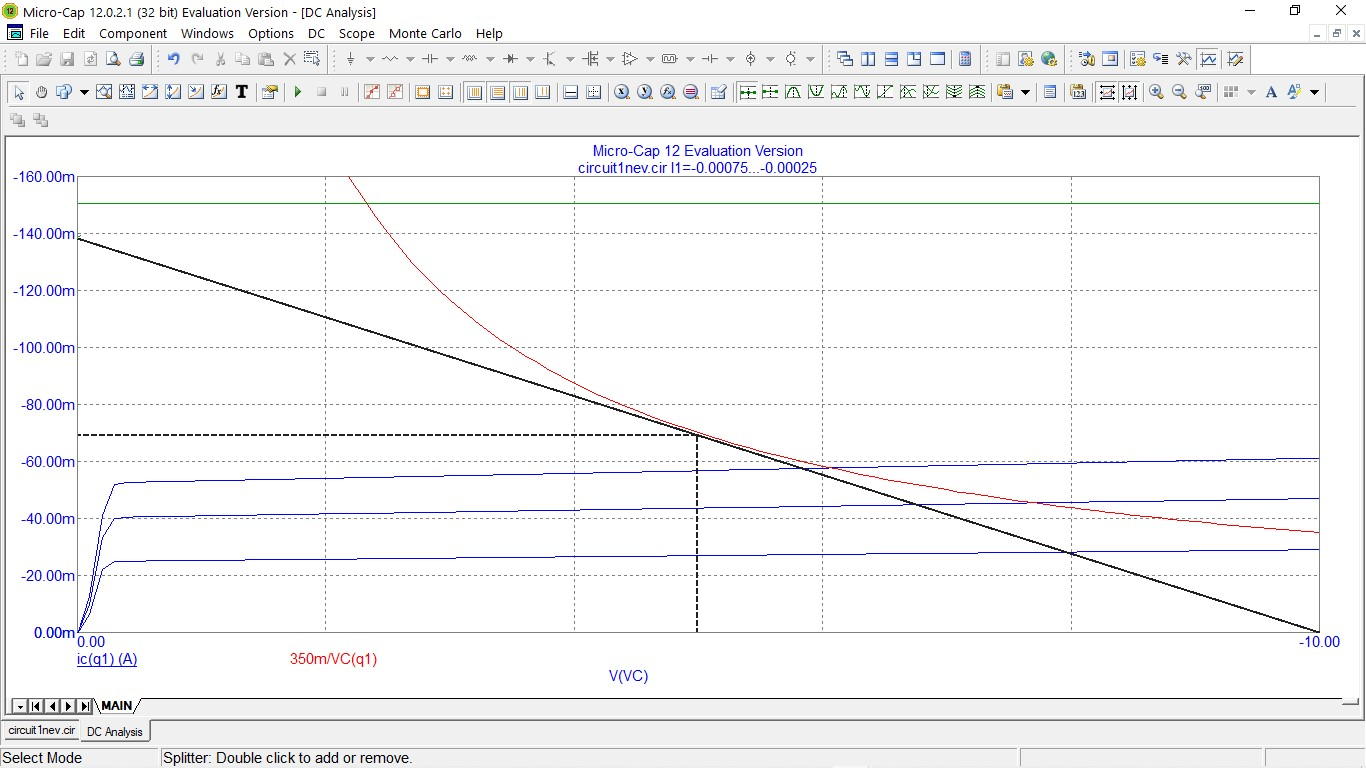 Micro-Cap 12.0.2.1 (32 bit) Evaluation Version - [DC Analysis]
File Edit Component Windows Options DC Scope Monte Carlo Help
Micro-Cap 12 Evaluation Version
circuit1nev.cir I1=-0.00075...-0.00025
-160.00m
-140.00m
-120.00m
-100.00m
-80.00m
-60.00m
-40.00m
-20.00m
0.00m
0.00 -10.00
ic(q1) (A) 350m/VC(q1)
V(VC)
MAIN
circuit1nev.cir DC Analysis
Select Mode Splitter: Double click to add or remove.